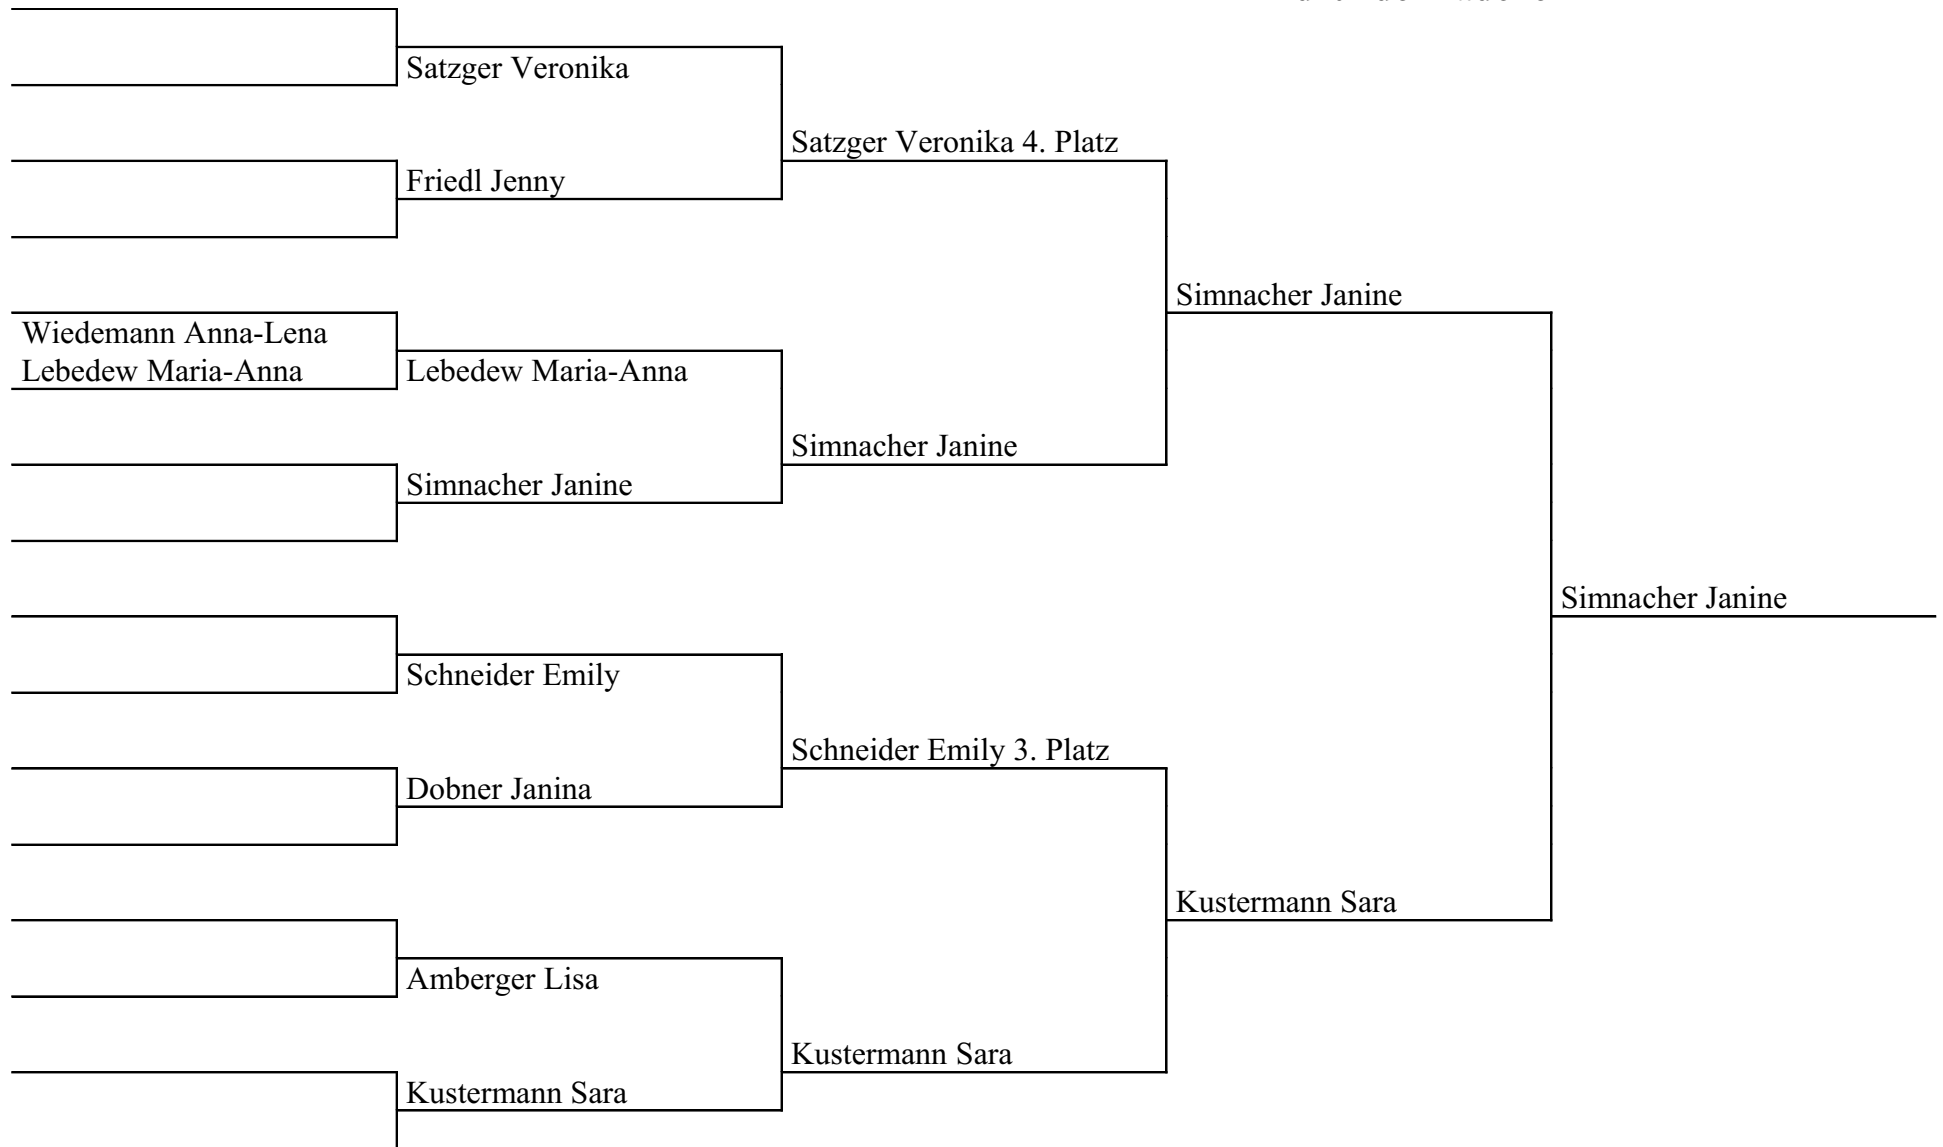 Satzger Veronika
Satzger Veronika 4. Platz
Friedl Jenny
Simnacher Janine
Wiedemann Anna-Lena
Lebedew Maria-Anna
Lebedew Maria-Anna
Simnacher Janine
Simnacher Janine
Simnacher Janine
Schneider Emily
Schneider Emily 3. Platz
Dobner Janina
Kustermann Sara
Amberger Lisa
Kustermann Sara
Kustermann Sara